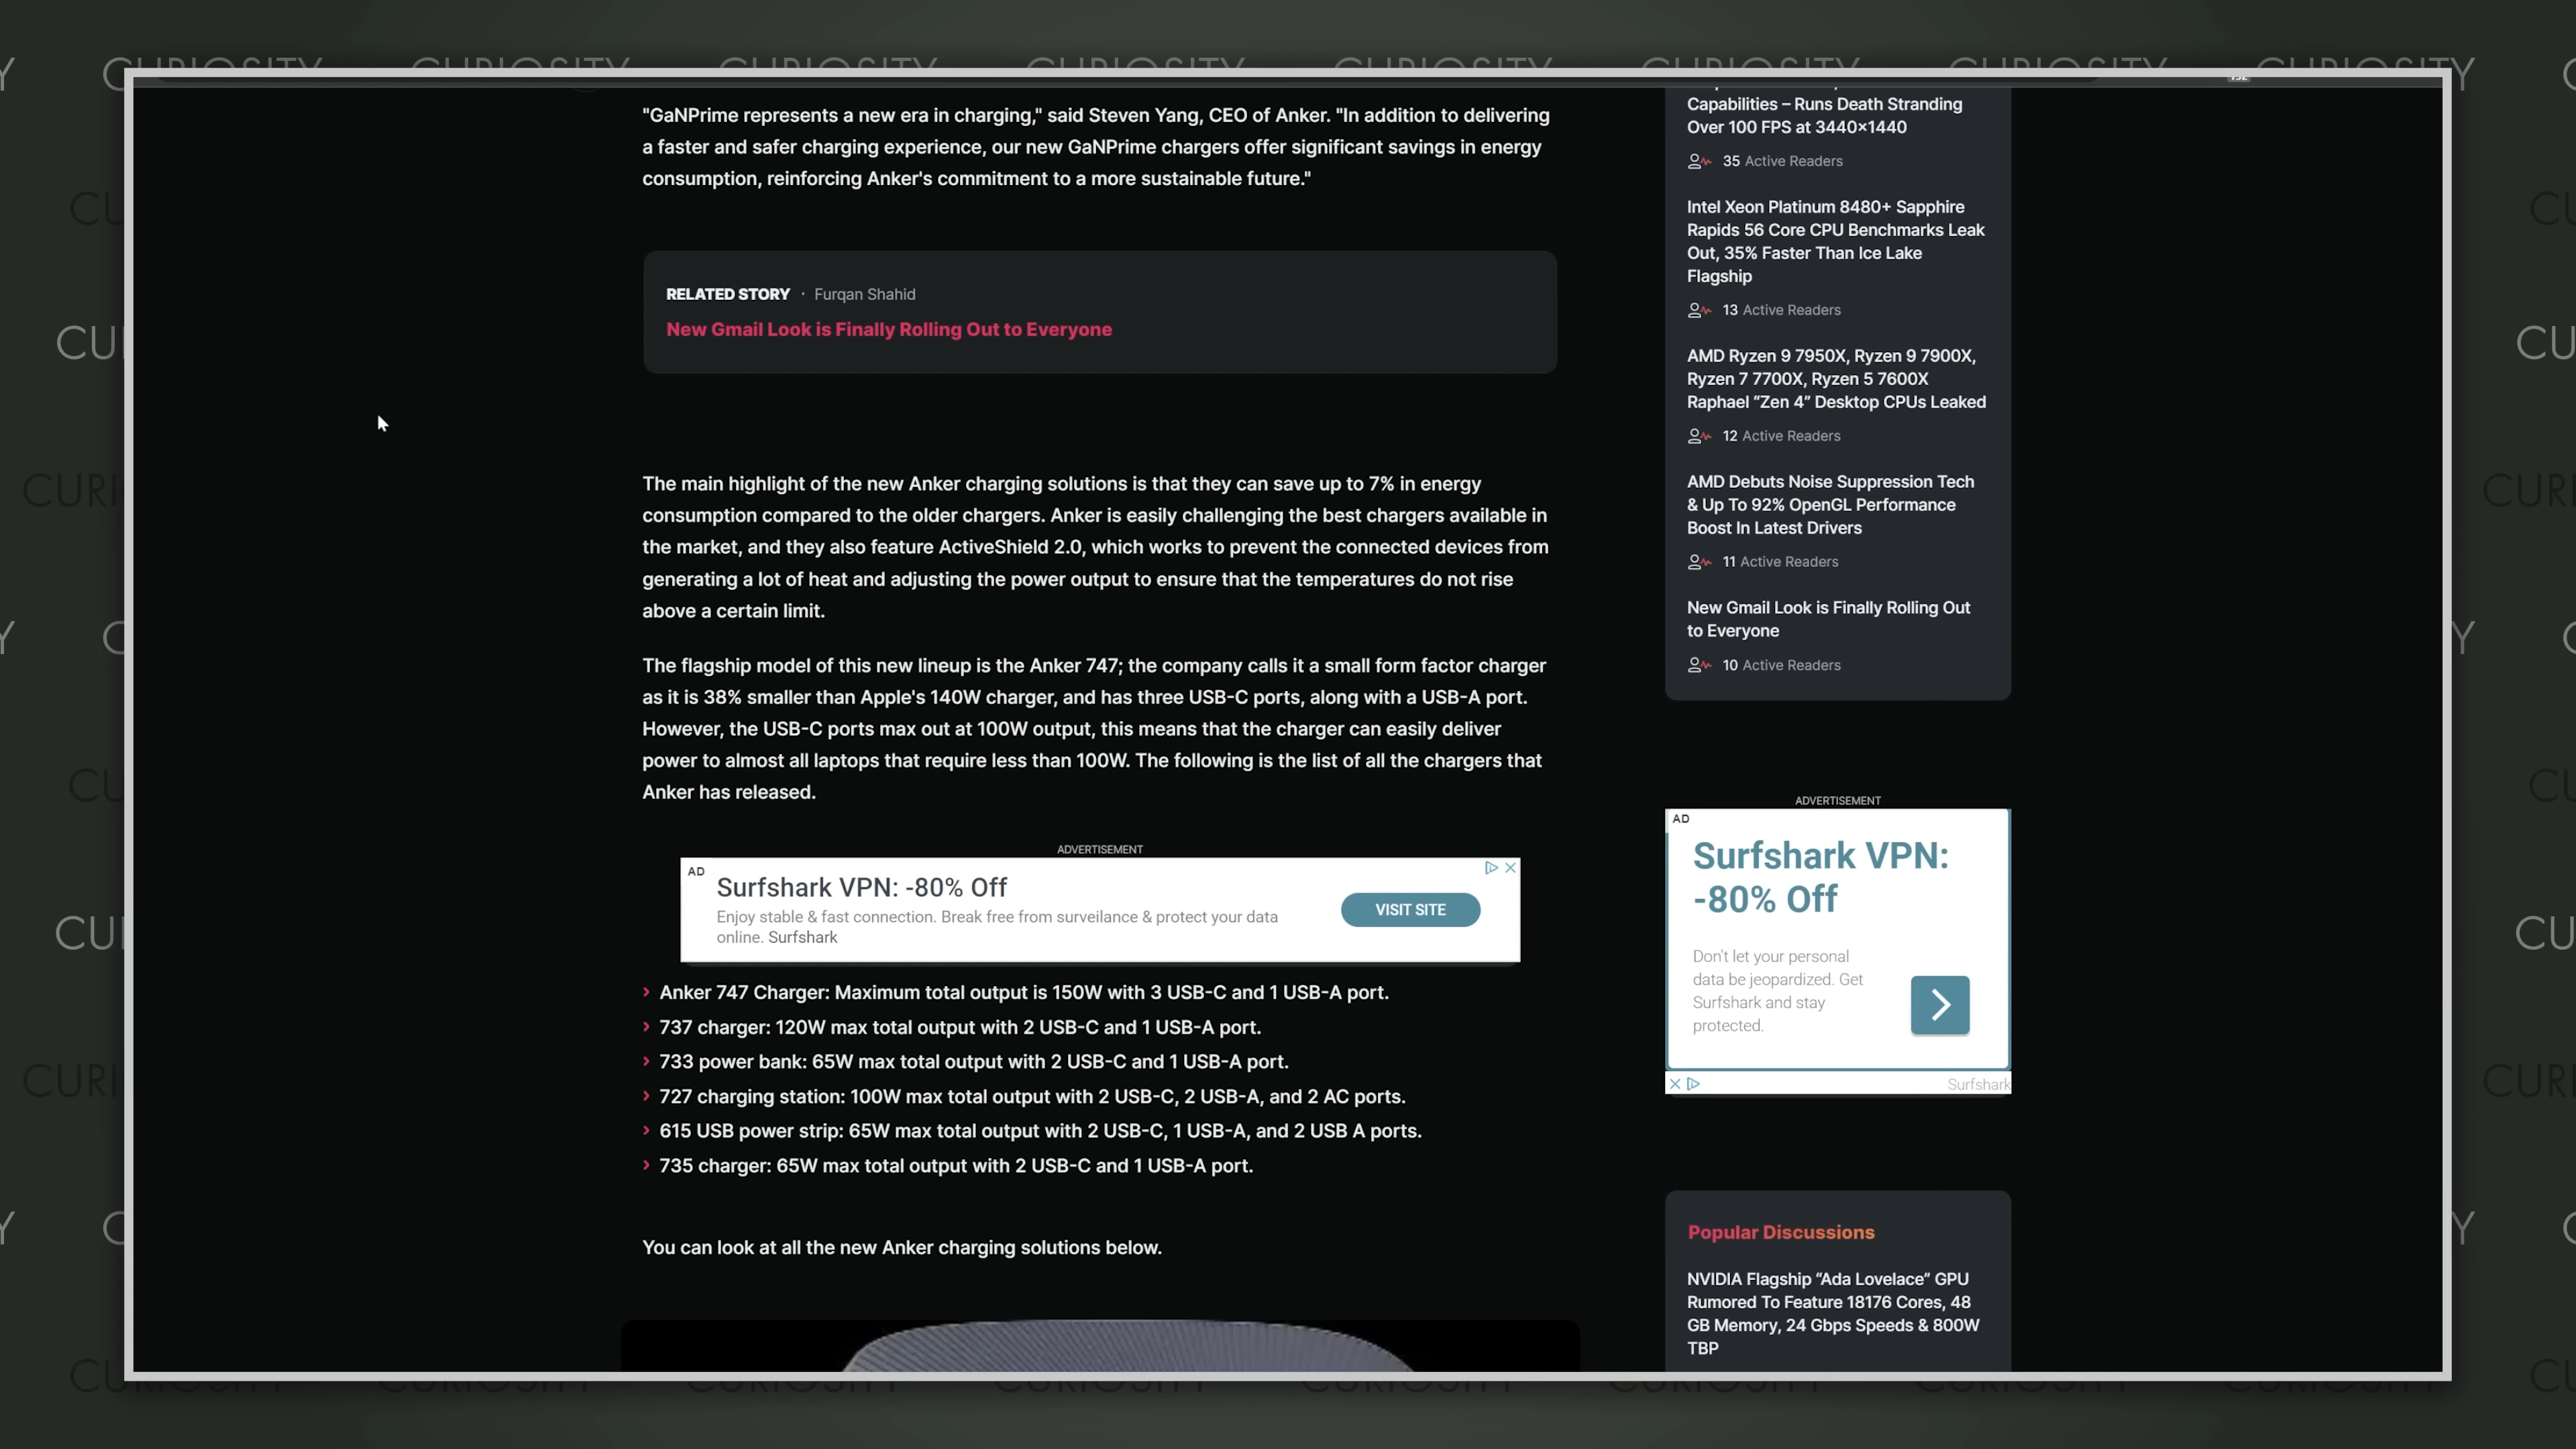 CURIOSITY CURIOSITY CURIOSITY CURIOSITY CURIOSITY CURIOSITY CURIOSITY CURIOSITY
"GaNPrime represents a new era in charging," said Steven Yang, CEO of Anker. "In addition to delivering
a faster and safer charging experience, our new GaNPrime chargers offer significant savings in energy
consumption, reinforcing Anker's commitment to a more sustainable future."
RELATED STORY · Furqan Shahid
New Gmail Look is Finally Rolling Out to Everyone
The main highlight of the new Anker charging solutions is that they can save up to 7% in energy
consumption compared to the older chargers. Anker is easily challenging the best chargers available in
the market, and they also feature ActiveShield 2.0, which works to prevent the connected devices from
generating a lot of heat and adjusting the power output to ensure that the temperatures do not rise
above a certain limit.
The flagship model of this new lineup is the Anker 747; the company calls it a small form factor charger
as it is 38% smaller than Apple's 140W charger, and has three USB-C ports, along with a USB-A port.
However, the USB-C ports max out at 100W output, this means that the charger can easily deliver
power to almost all laptops that require less than 100W. The following is the list of all the chargers that
Anker has released.
ADVERTISEMENT
AD
Surfshark VPN: -80% Off
Enjoy stable & fast connection. Break free from surveilance & protect your data
online. Surfshark
VISIT SITE
› Anker 747 Charger: Maximum total output is 150W with 3 USB-C and 1 USB-A port.
› 737 charger: 120W max total output with 2 USB-C and 1 USB-A port.
› 733 power bank: 65W max total output with 2 USB-C and 1 USB-A port.
› 727 charging station: 100W max total output with 2 USB-C, 2 USB-A, and 2 AC ports.
› 615 USB power strip: 65W max total output with 2 USB-C, 1 USB-A, and 2 USB A ports.
› 735 charger: 65W max total output with 2 USB-C and 1 USB-A port.
You can look at all the new Anker charging solutions below.
Capabilities – Runs Death Stranding
Over 100 FPS at 3440×1440
35 Active Readers
Intel Xeon Platinum 8480+ Sapphire
Rapids 56 Core CPU Benchmarks Leak
Out, 35% Faster Than Ice Lake
Flagship
13 Active Readers
AMD Ryzen 9 7950X, Ryzen 9 7900X,
Ryzen 7 7700X, Ryzen 5 7600X
Raphael “Zen 4” Desktop CPUs Leaked
12 Active Readers
AMD Debuts Noise Suppression Tech
& Up To 92% OpenGL Performance
Boost In Latest Drivers
11 Active Readers
New Gmail Look is Finally Rolling Out
to Everyone
10 Active Readers
ADVERTISEMENT
AD
Surfshark VPN:
-80% Off
Don't let your personal
data be jeopardized. Get
Surfshark and stay
protected.
Surfshark
Popular Discussions
NVIDIA Flagship “Ada Lovelace” GPU
Rumored To Feature 18176 Cores, 48
GB Memory, 24 Gbps Speeds & 800W
TBP